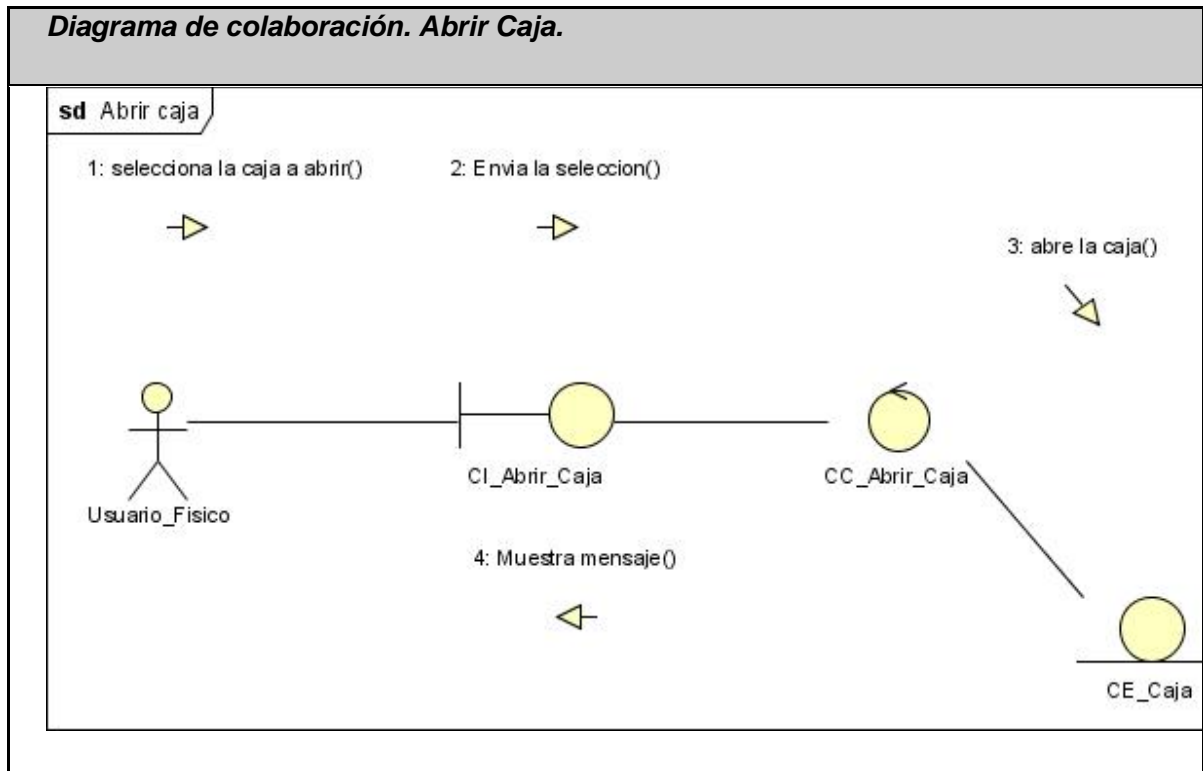 Diagrama de colaboración. Abrir Caja.
sd Abrir caja
1: selecciona la caja a abrir()
2: Envia la seleccion()
3: abre la caja()
CI_Abrir_Caja
CC_Abrir_Caja
Usuario_Fisico
4: Muestra mensaje()
CE_Caja